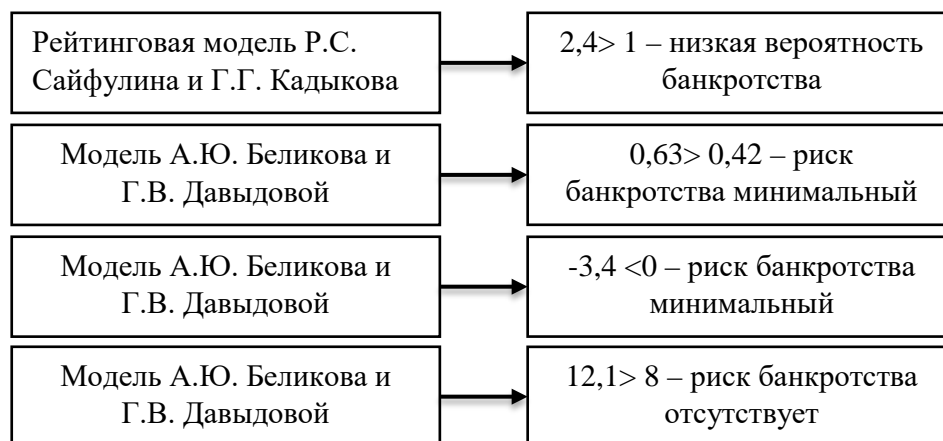 Рейтинговая модель Р.С.
Сайфулина и Г.Г. Кадыкова
2,4> 1 – низкая вероятность
банкротства
Модель А.Ю. Беликова и
Г.В. Давыдовой
0,63> 0,42 – риск
банкротства минимальный
Модель А.Ю. Беликова и
Г.В. Давыдовой
-3,4 <0 – риск банкротства
минимальный
Модель А.Ю. Беликова и
Г.В. Давыдовой
12,1> 8 – риск банкротства
отсутствует